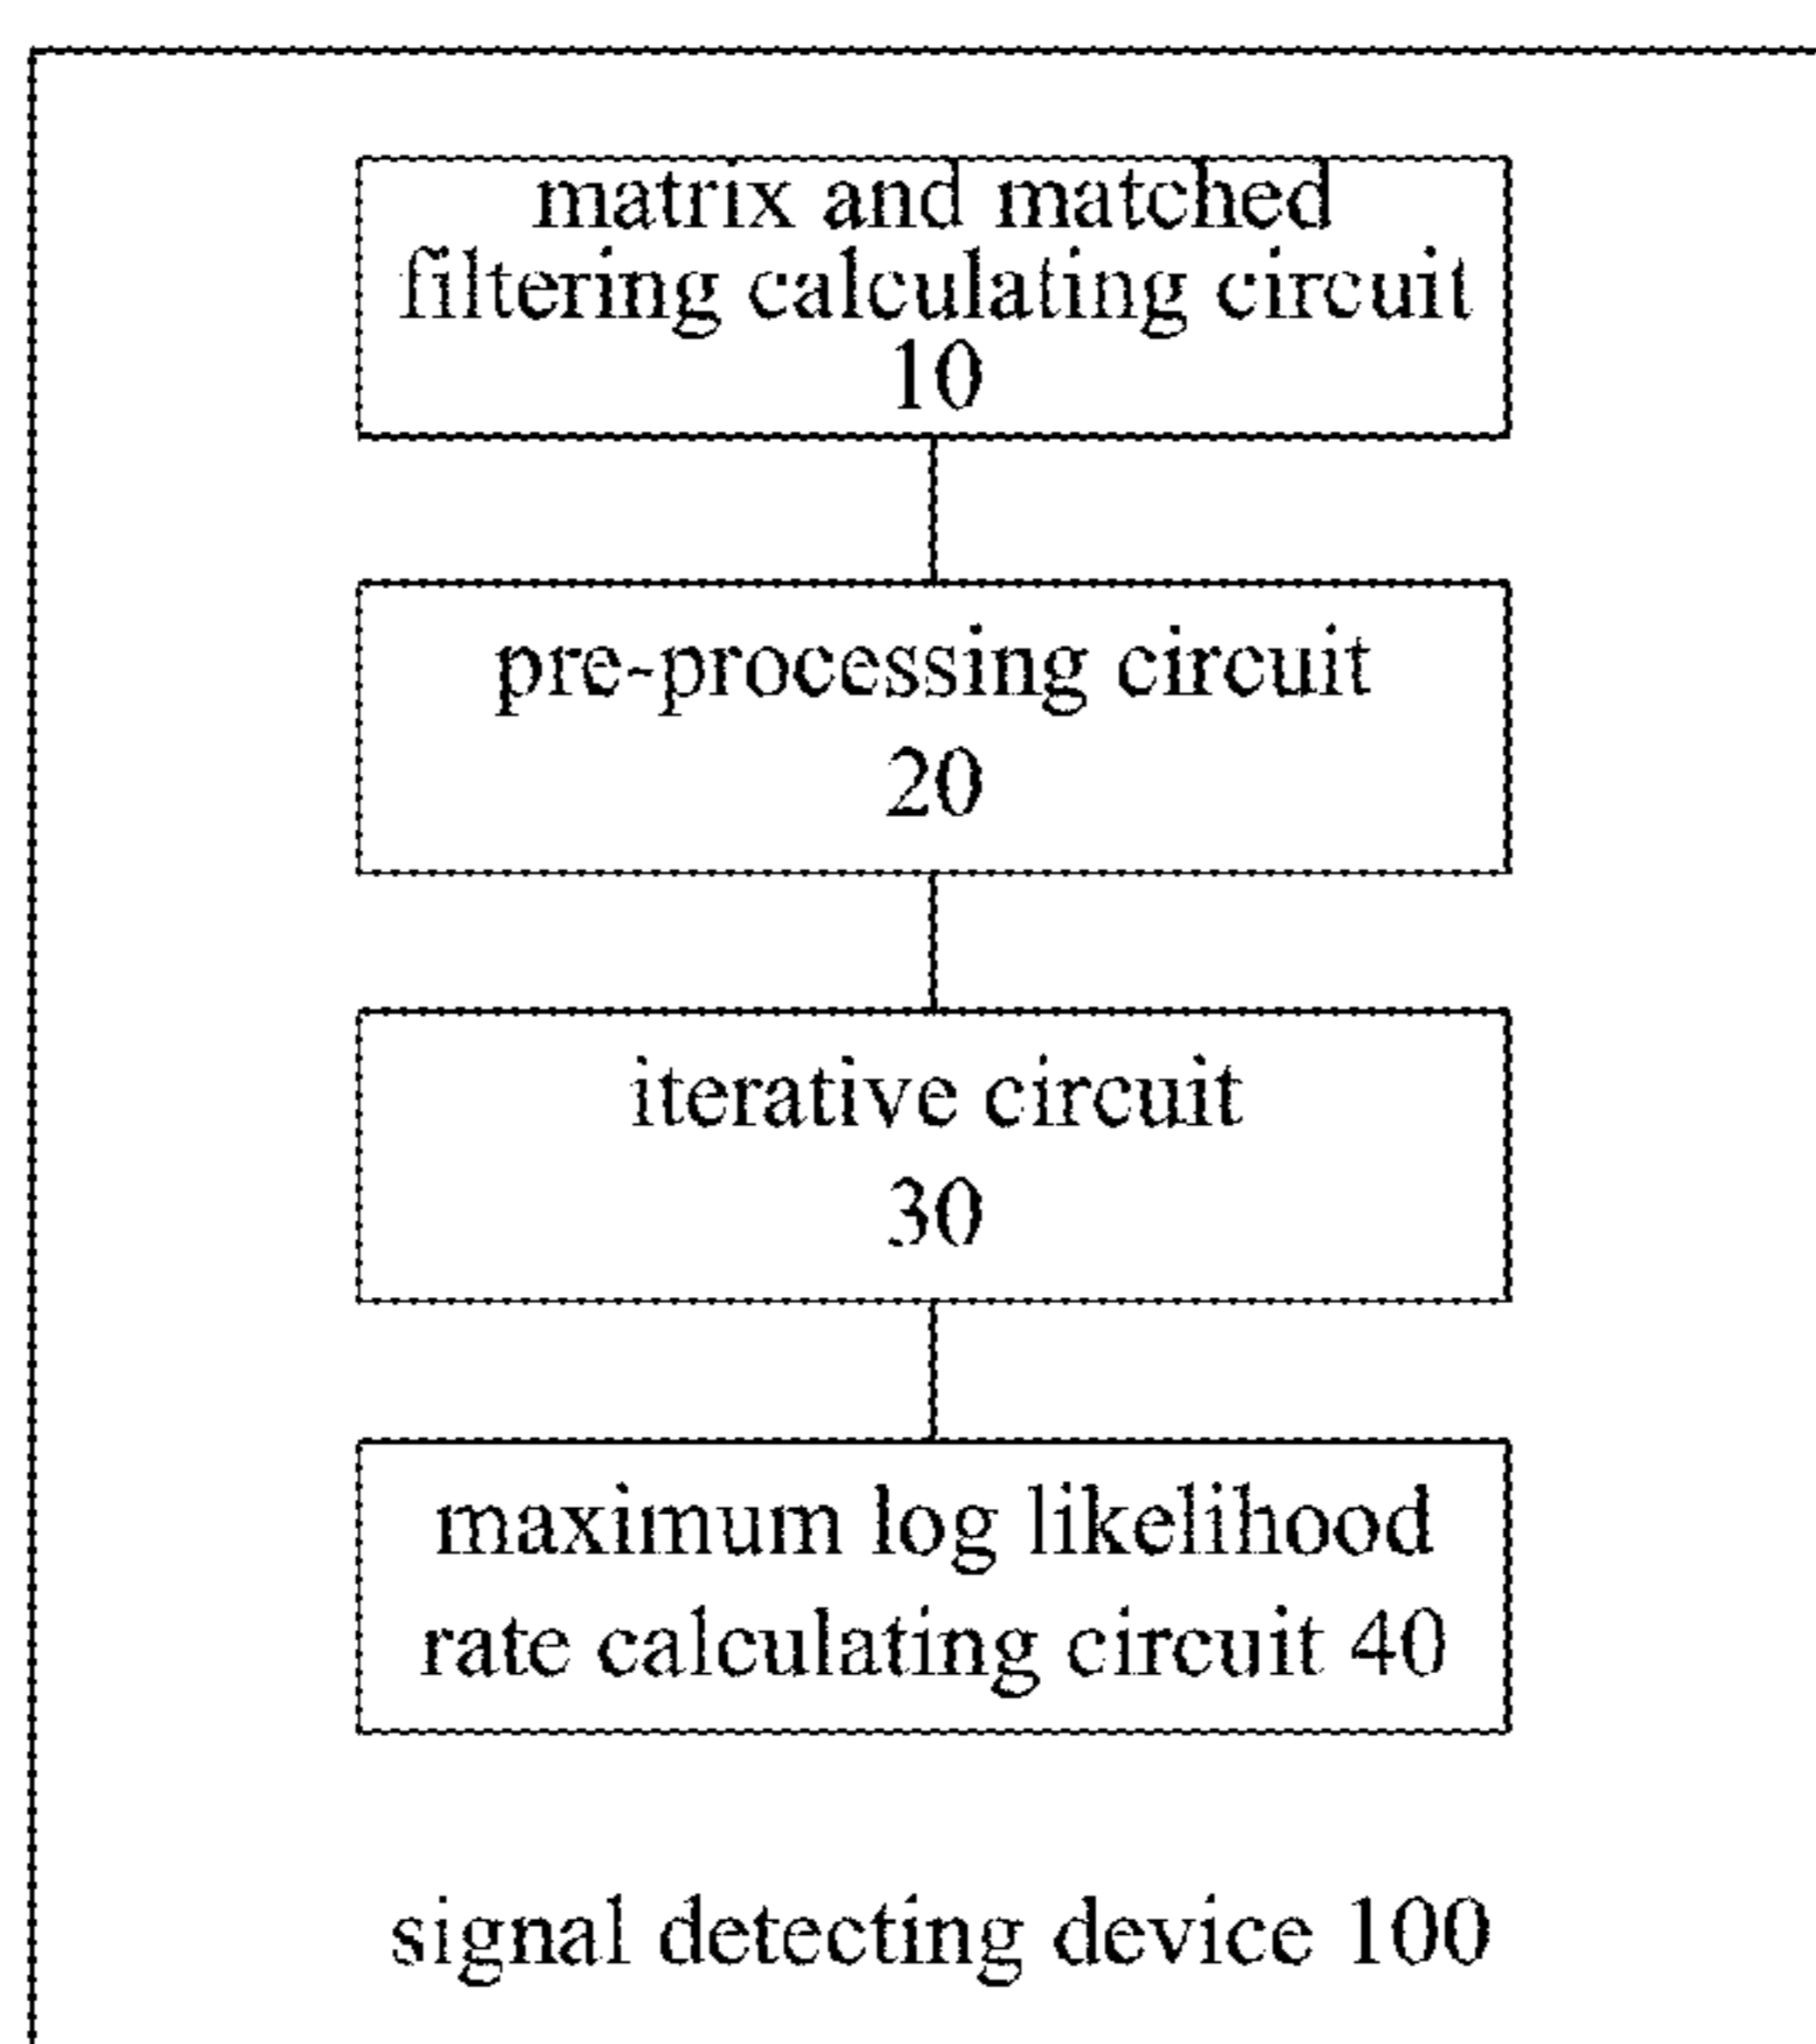 matrix and matched
filtering calculating circuit
10
pre-processing circuit
20
iterative circuit
30
maximum log likelihood
rate calculating circuit 40
signal detecting device 100